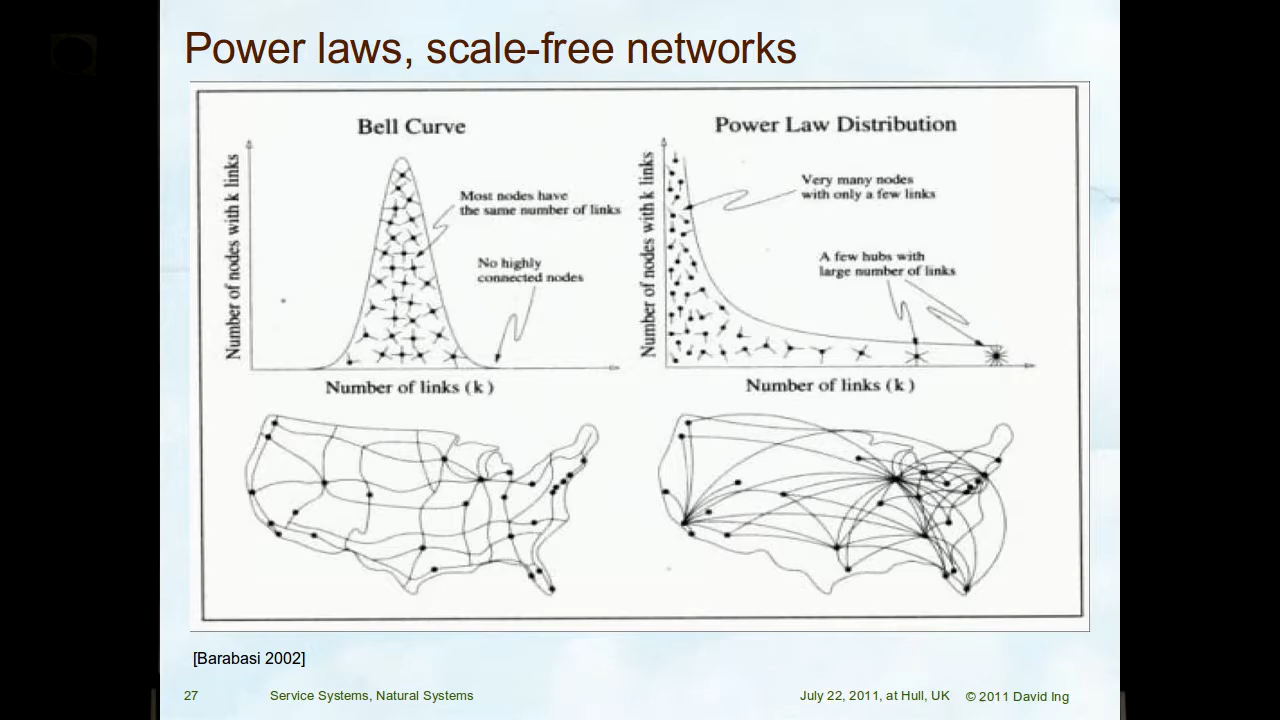 Power laws, scale-free networks
Bell Curve
Number of nodes with k links
Most nodes have
the same number of links
No highly
connected nodes
Number of links (k)
Power Law Distribution
Number of nodes with k links
Very many nodes
with only a few links
A few hubs with
large number of links
Number of links (k)
[Barabasi 2002]
27
Service Systems, Natural Systems
July 22, 2011, at Hull, UK
© 2011 David Ing